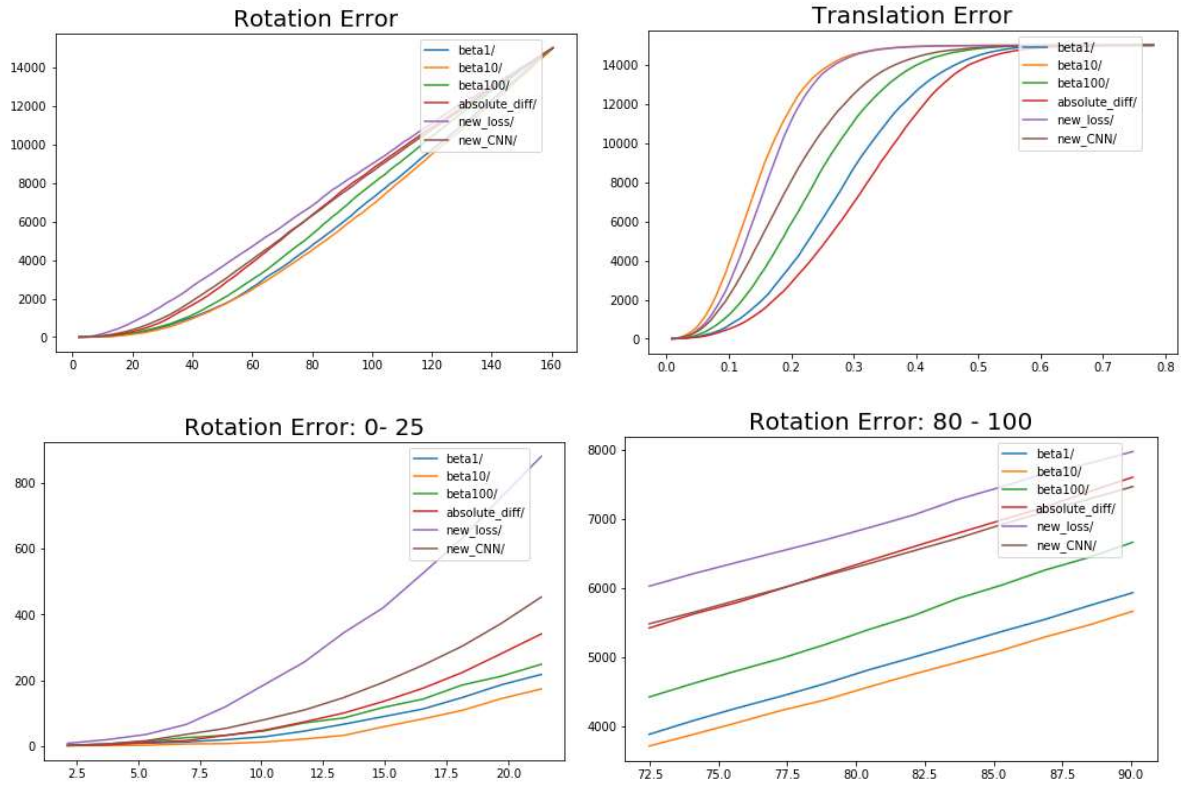 Rotation Error
14000
12000
10000
8000
6000
4000
2000
0
beta1/
beta10/
beta100/
absolute_diff/
new_loss/
new_CNN/
0 20 40 60 80 100 120 140 160
Translation Error
14000
12000
10000
8000
6000
4000
2000
0
beta1/
beta10/
beta100/
absolute_diff/
new_loss/
new_CNN/
0.0 0.1 0.2 0.3 0.4 0.5 0.6 0.7 0.8
Rotation Error: 0- 25
800
600
400
200
0
beta1/
beta10/
beta100/
absolute_diff/
new_loss/
new_CNN/
2.5 5.0 7.5 10.0 12.5 15.0 17.5 20.0
Rotation Error: 80 - 100
8000
7000
6000
5000
4000
beta1/
beta10/
beta100/
absolute_diff/
new_loss/
new_CNN/
72.5 75.0 77.5 80.0 82.5 85.0 87.5 90.0